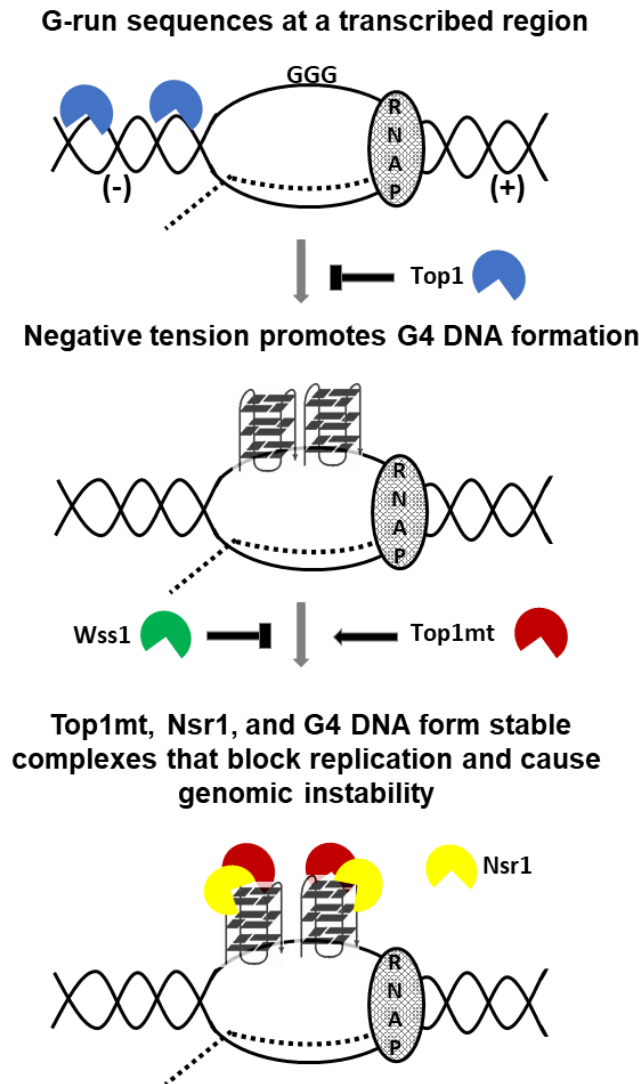 G-run sequences at a transcribed region
GGG
R
N
A
P
(-)
(+)
Top1
Negative tension promotes G4 DNA formation
R
N
A
P
Wss1
Top1mt
Top1mt, Nsr1, and G4 DNA form stable
complexes that block replication and cause
genomic instability
Nsr1
R
N
A
P